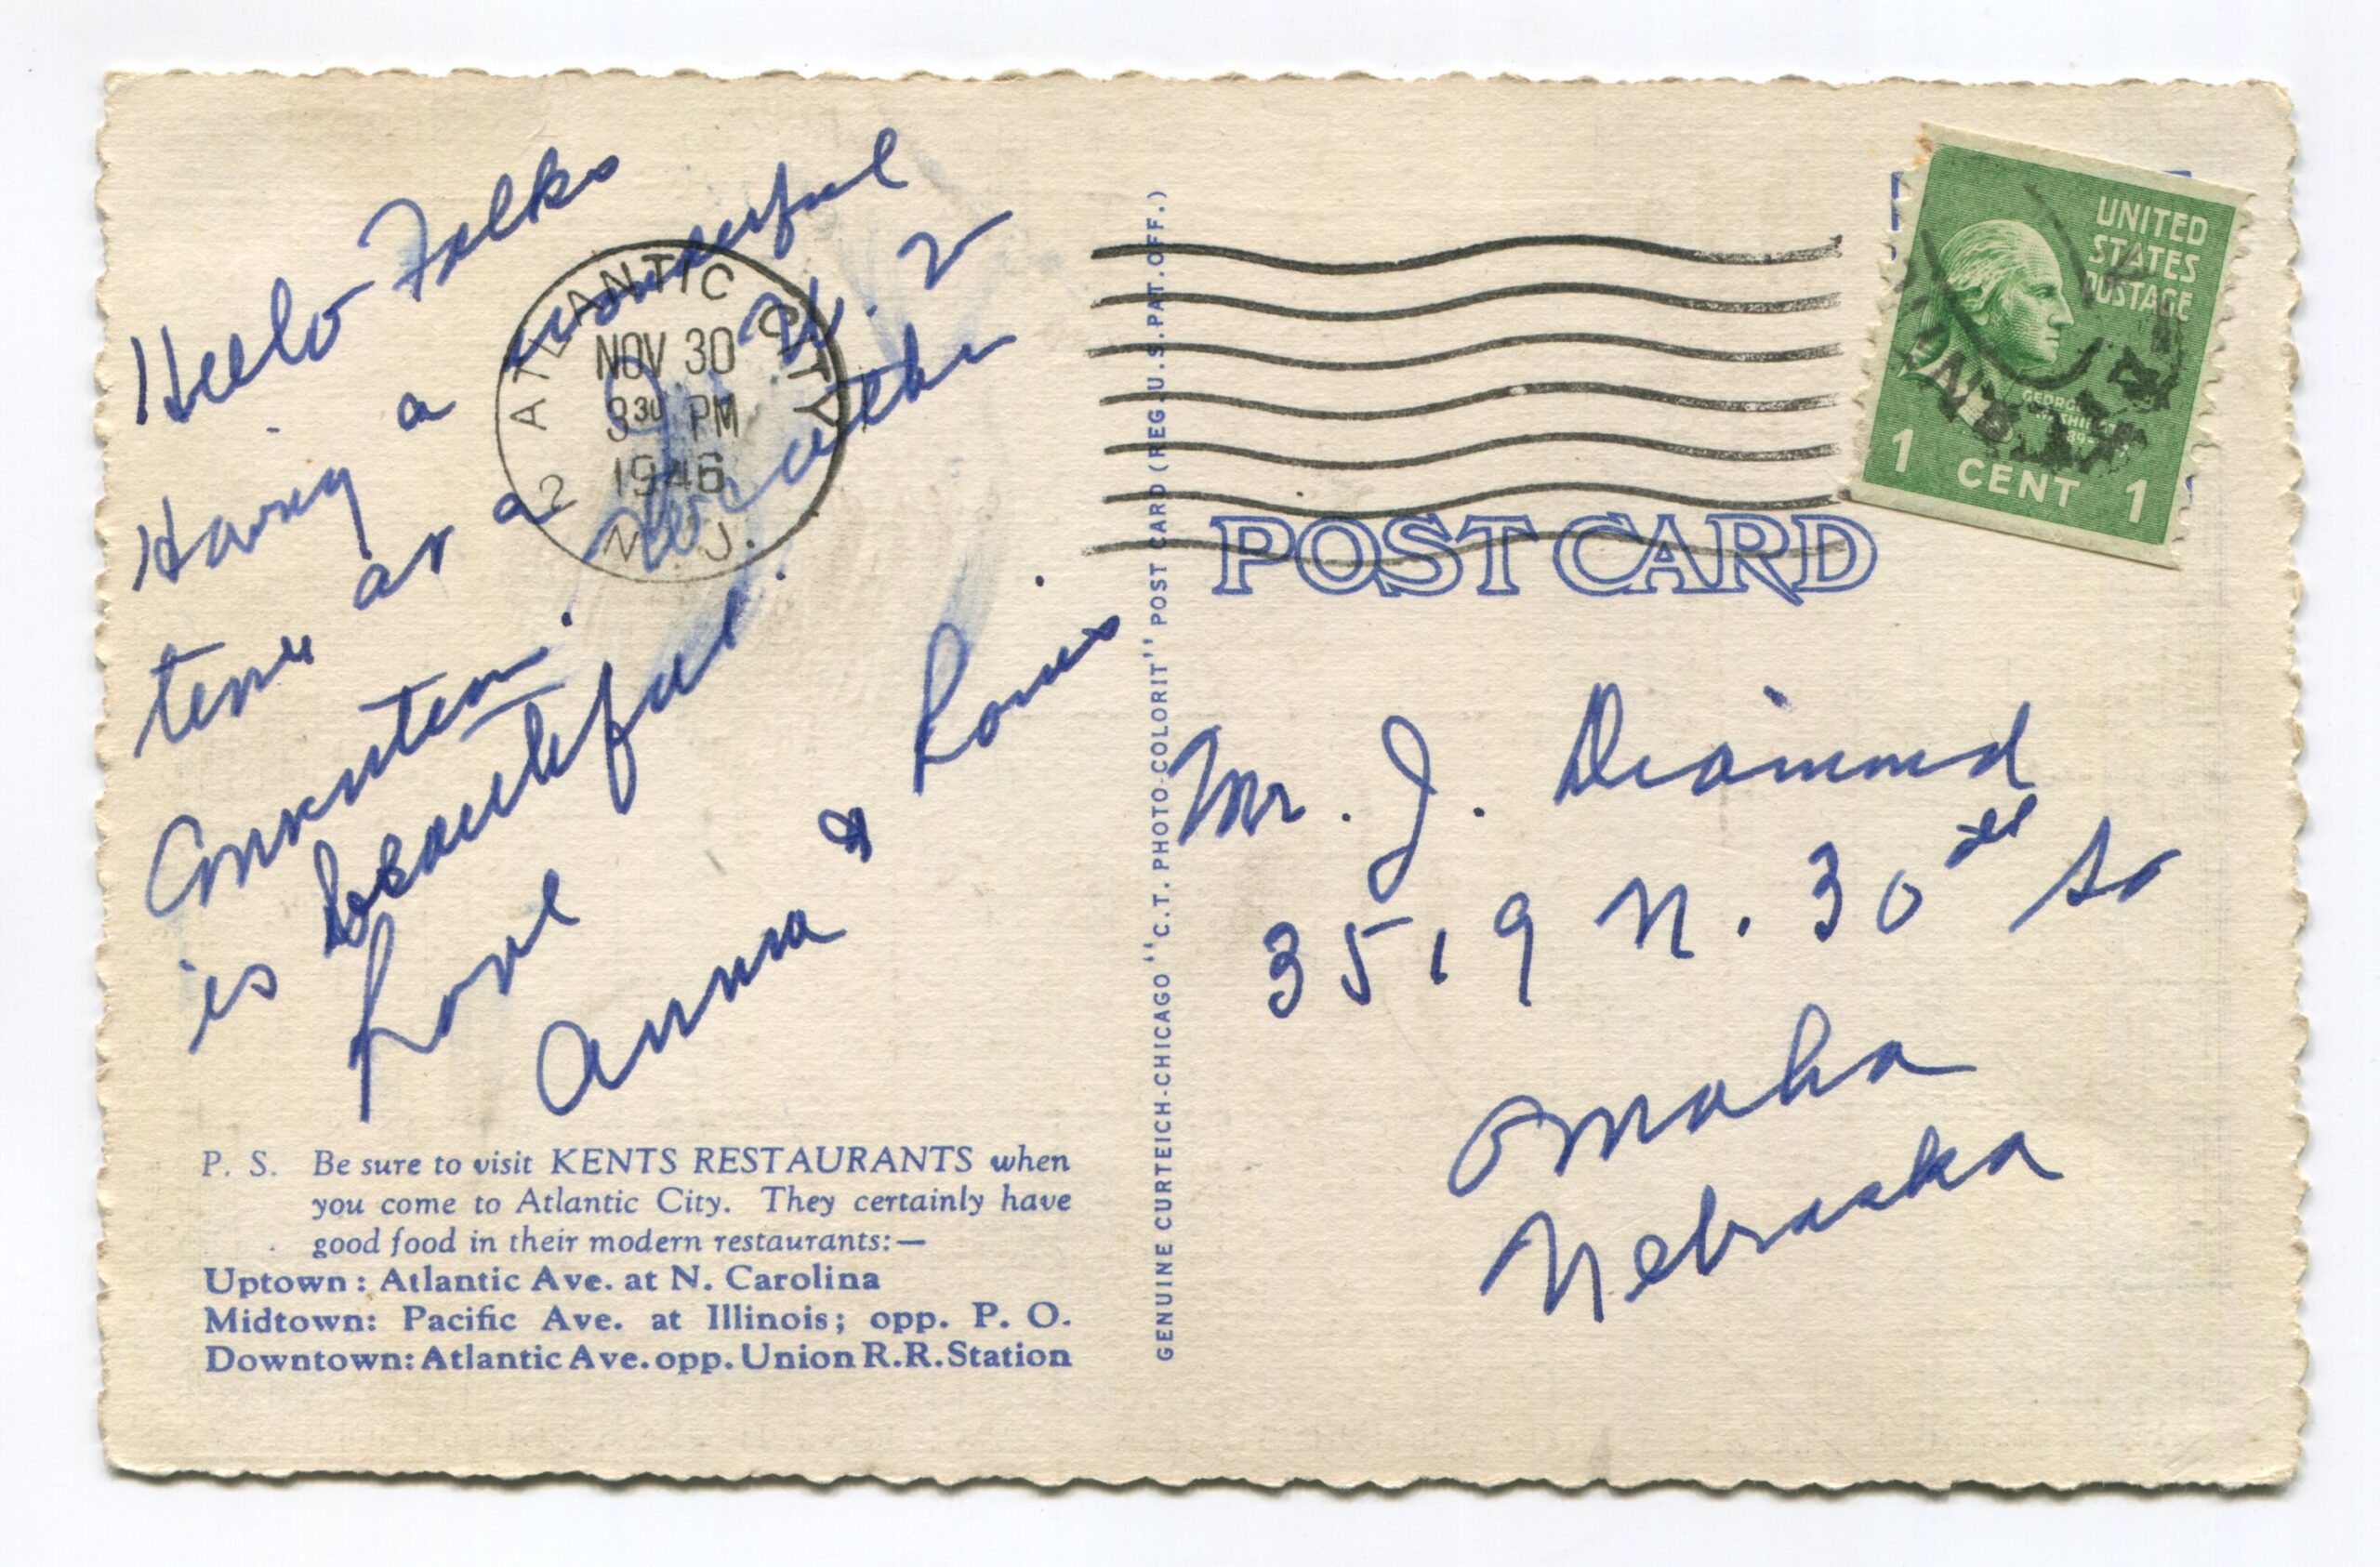 Hello Folks
Having a wonderful
time at a
Convention. Weather
is beautiful.
Love
Anna & Louis
ATLANTIC CITY
NOV 30
3 30 PM
1946
2
N. J.
P. S. Be sure to visit KENTS RESTAURANTS when
you come to Atlantic City. They certainly have
good food in their modern restaurants:—
Uptown: Atlantic Ave. at N. Carolina
Midtown: Pacific Ave. at Illinois; opp. P. O.
Downtown: Atlantic Ave. opp. Union R.R. Station
GENUINE CURTEICH-CHICAGO "C.T. PHOTO-COLORIT" POST CARD (REG. U.S. PAT. OFF.)
UNITED
STATES
POSTAGE
1 CENT 1
POST CARD
Mr. J. Diamond
3519 N. 30th St
Omaha
Nebraska